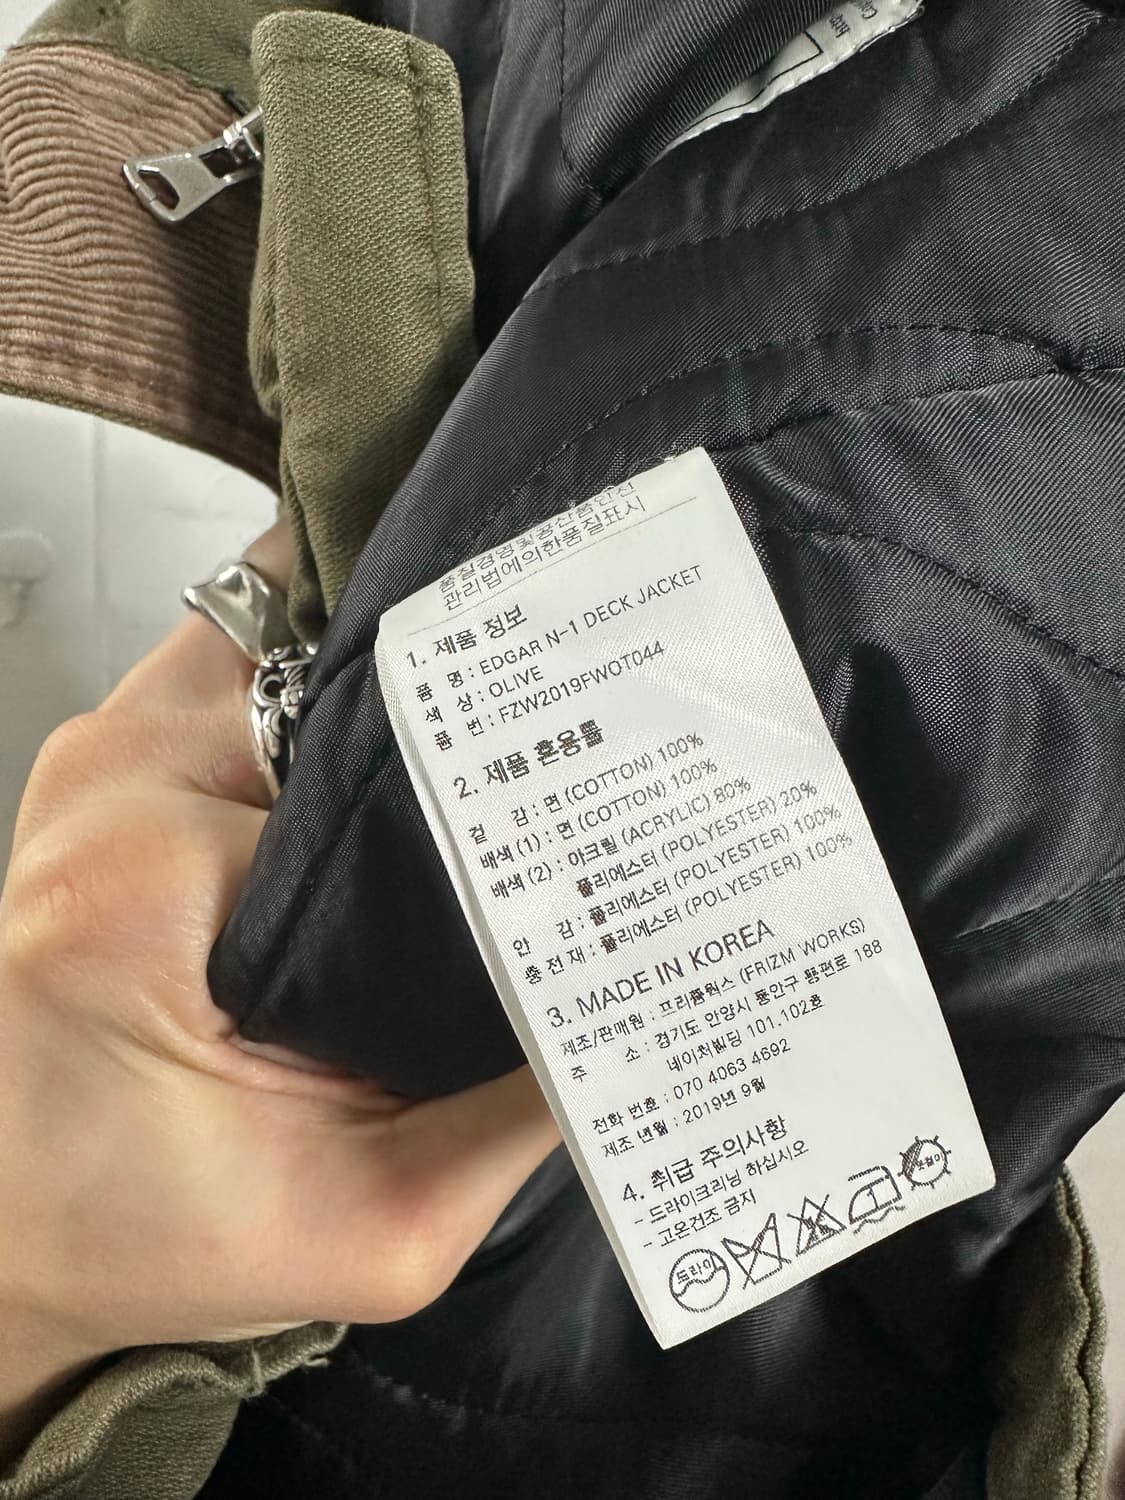 품질경영및공산품안전
관리법에의한품질표시
1. 제품 정보
품 명 : EDGAR N-1 DECK JACKET
색 상 : OLIVE
품 번 : FZW2019FWOT044
2. 제품 혼용률
겉 감 : 면 (COTTON) 100%
배색 (1) : 면 (COTTON) 100%
배색 (2) : 아크릴 (ACRYLIC) 80%
폴리에스터 (POLYESTER) 20%
안 감 : 폴리에스터 (POLYESTER) 100%
충 전 재 : 폴리에스터 (POLYESTER) 100%
3. MADE IN KOREA
제조/판매원 : 프리즘웍스 (FRIZM WORKS)
주 소 : 경기도 안양시 동안구 평편로 188
네이처빌딩 101.102호
전화 번호 : 070 4063 4692
제조 년월 : 2019년 9월
4. 취급 주의사항
- 드라이크리닝 하십시오
- 고온건조 금지
드라이
옷걸이